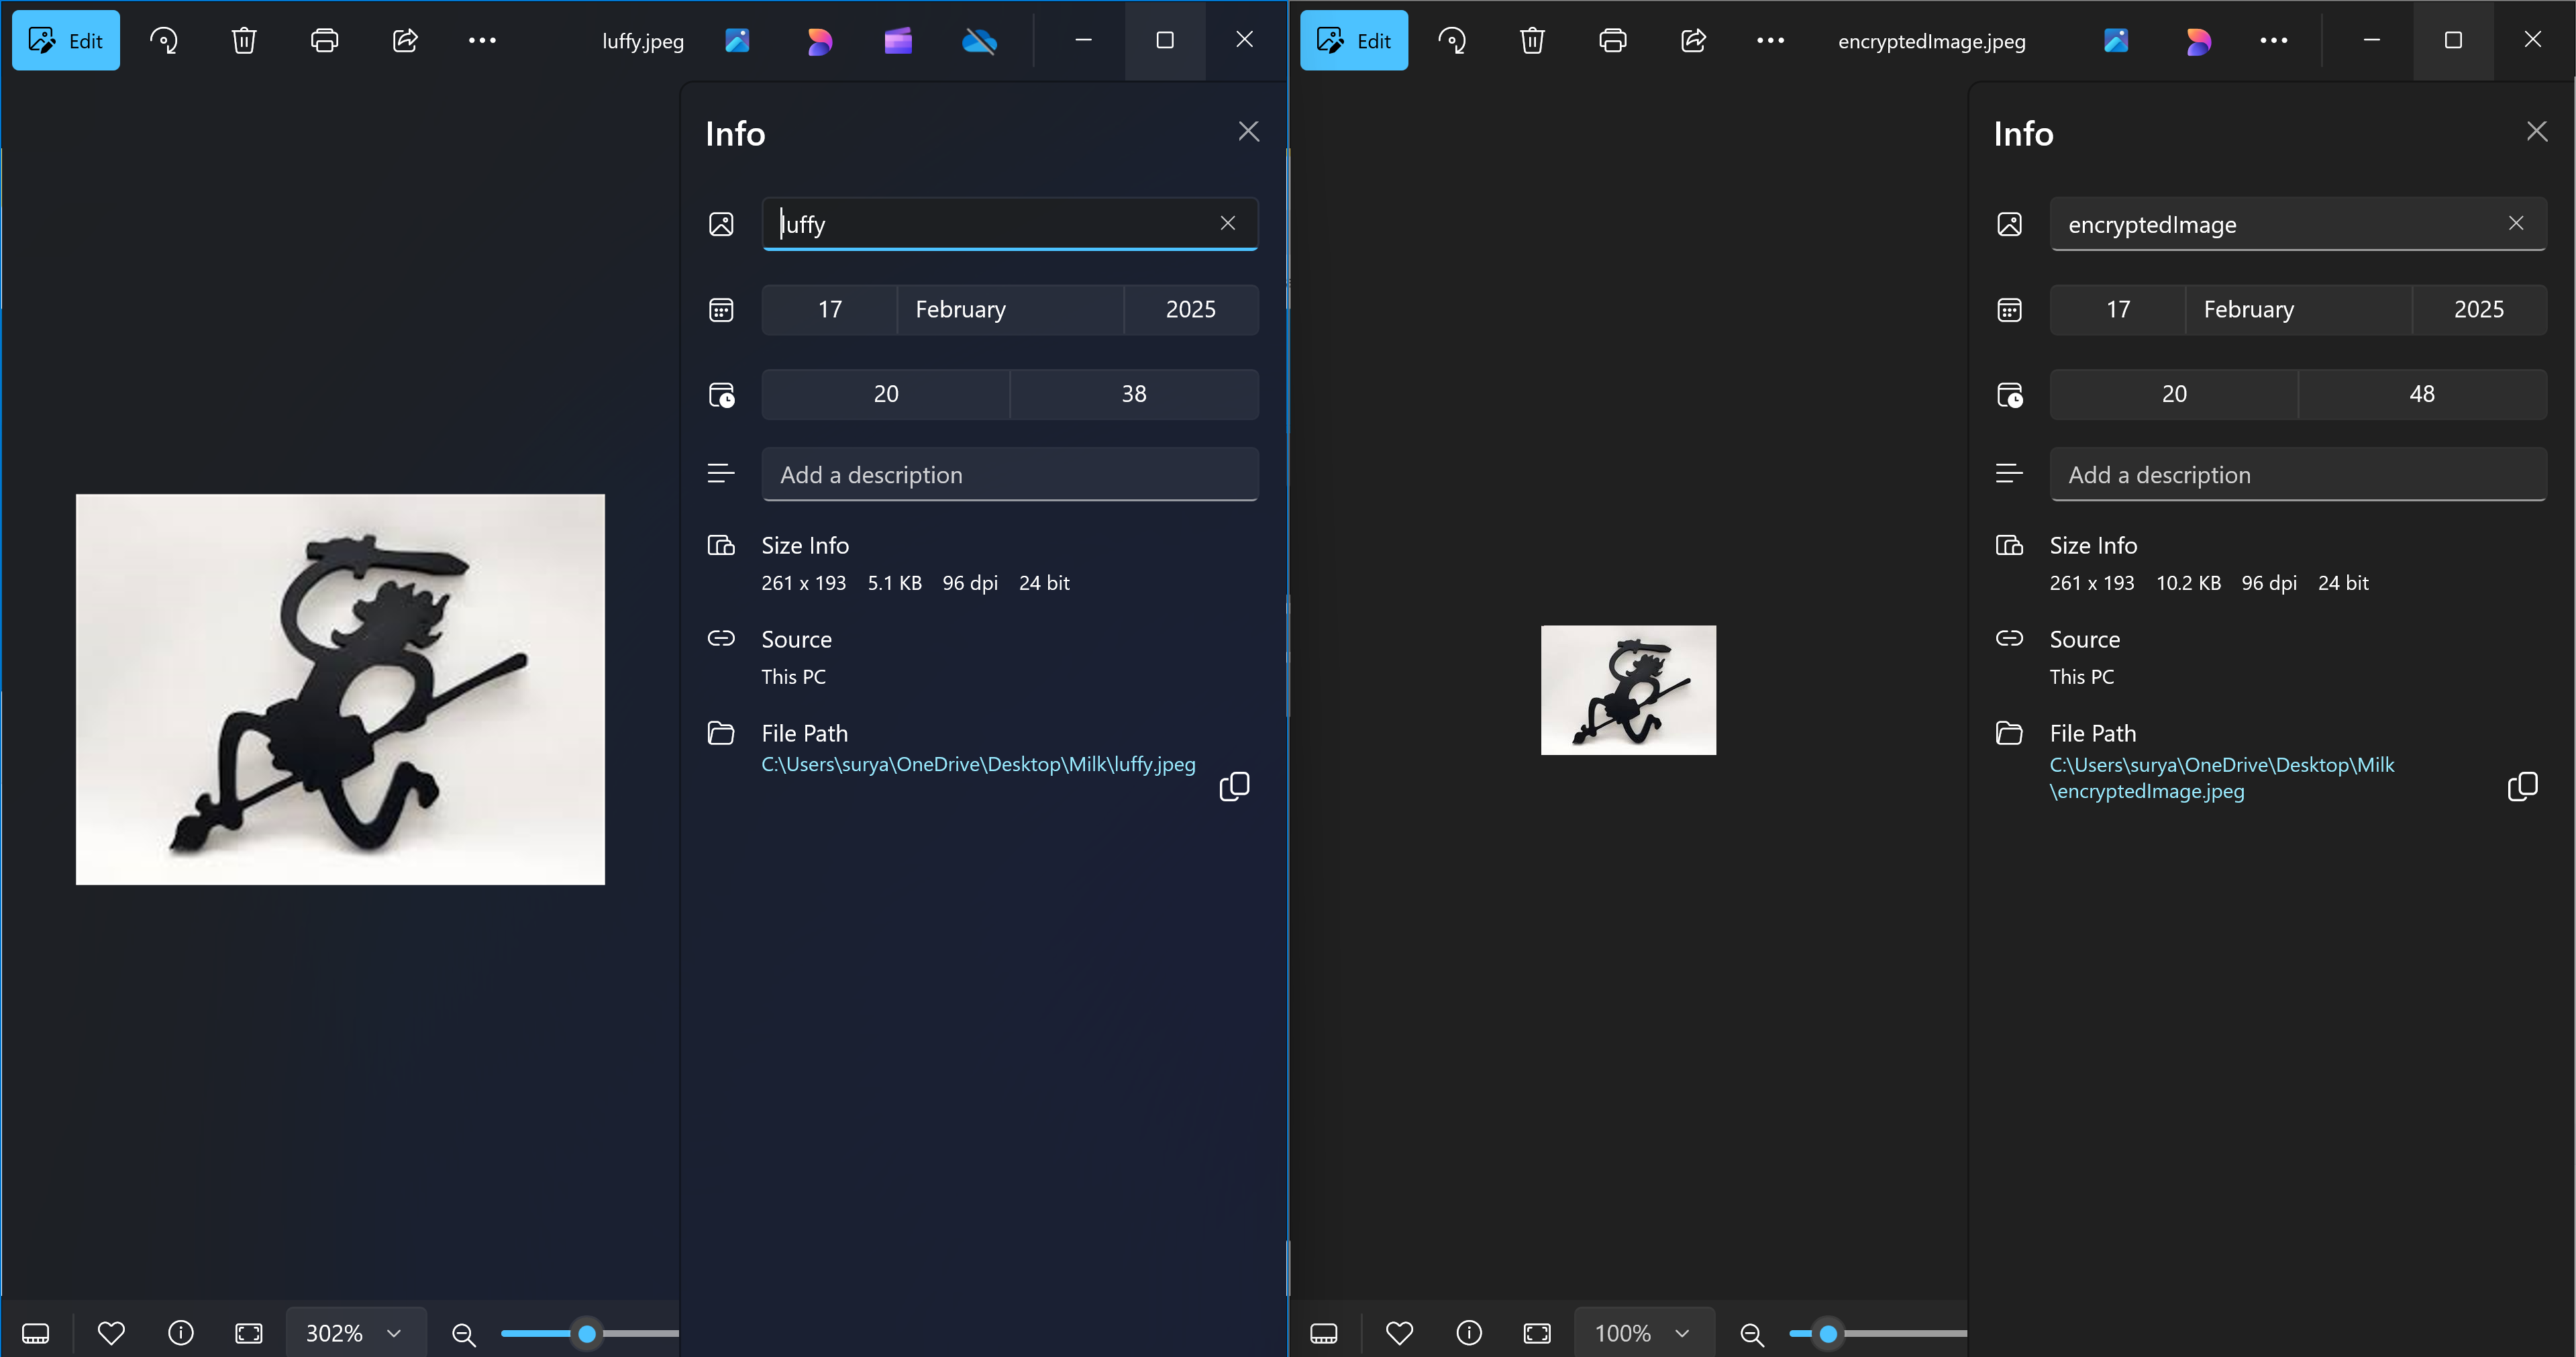 Edit
luffy.jpeg
Info
luffy
17 February 2025
20 38
Add a description
Size Info
261 x 193 5.1 KB 96 dpi 24 bit
Source
This PC
File Path
C:\Users\surya\OneDrive\Desktop\Milk\luffy.jpeg
302%
Edit
encryptedImage.jpeg
Info
encryptedImage
17 February 2025
20 48
Add a description
Size Info
261 x 193 10.2 KB 96 dpi 24 bit
Source
This PC
File Path
C:\Users\surya\OneDrive\Desktop\Milk
\encryptedImage.jpeg
100%